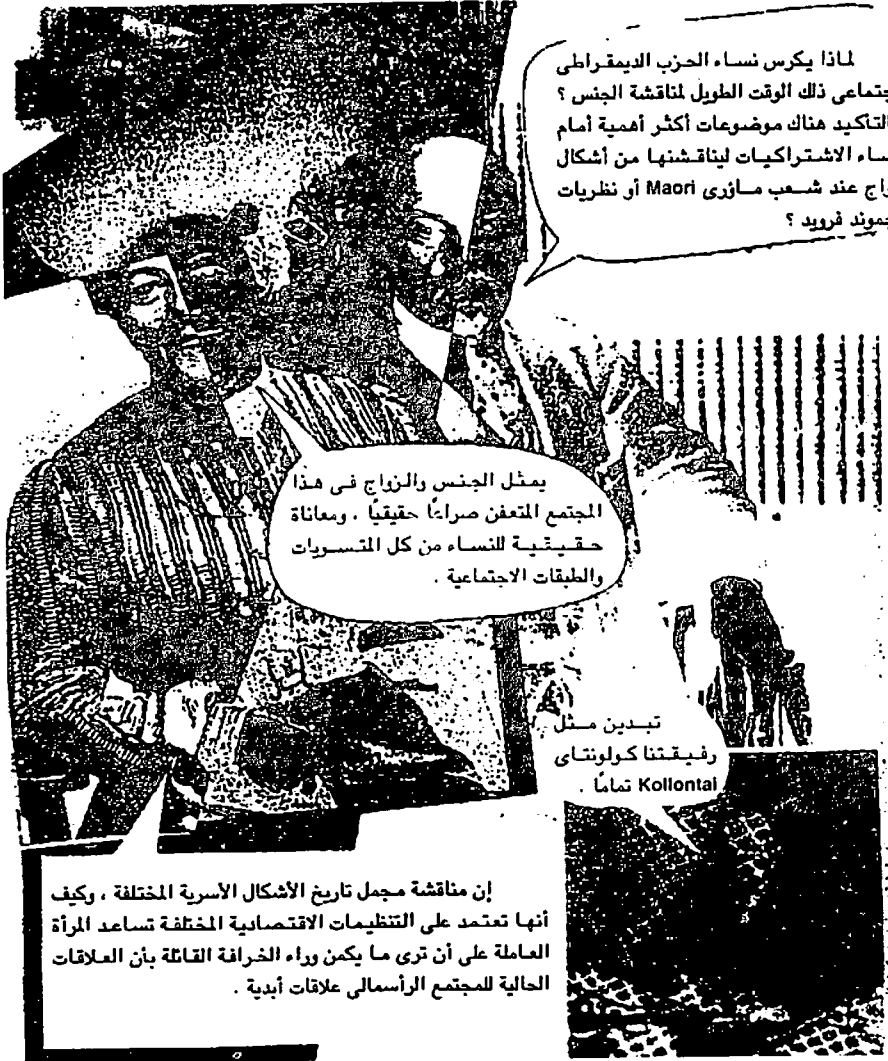 لماذا يكرس نساء الحزب الديمقراطى
جتماعى ذلك الوقت الطويل لمناقشة الجنس ؟
التأكيد هناك موضوعات أكثر أهمية أمام
ساء الاشتراكيات ليناقشنها من أشكال
زاج عند شعب ماؤرى Maori أو نظريات
جموند فرويد ؟
يمثل الجنس والزواج فى هذا
المجتمع المتعفن صراعًا حقيقيًا ، ومعاناة
حقيقية للنساء من كل المتسويات
والطبقات الاجتماعية .
تبدين مثل
رفيقتنا كولونتاى
Kollontai تمامًا .
إن مناقشة مجمل تاريخ الأشكال الأسرية المختلفة ، وكيف
أنها تعتمد على التنظيمات الاقتصادية المختلفة تساعد المرأة
العاملة على أن ترى ما يكمن وراء الخرافة القائلة بأن العلاقات
الحالية للمجتمع الرأسمالى علاقات أبدية .